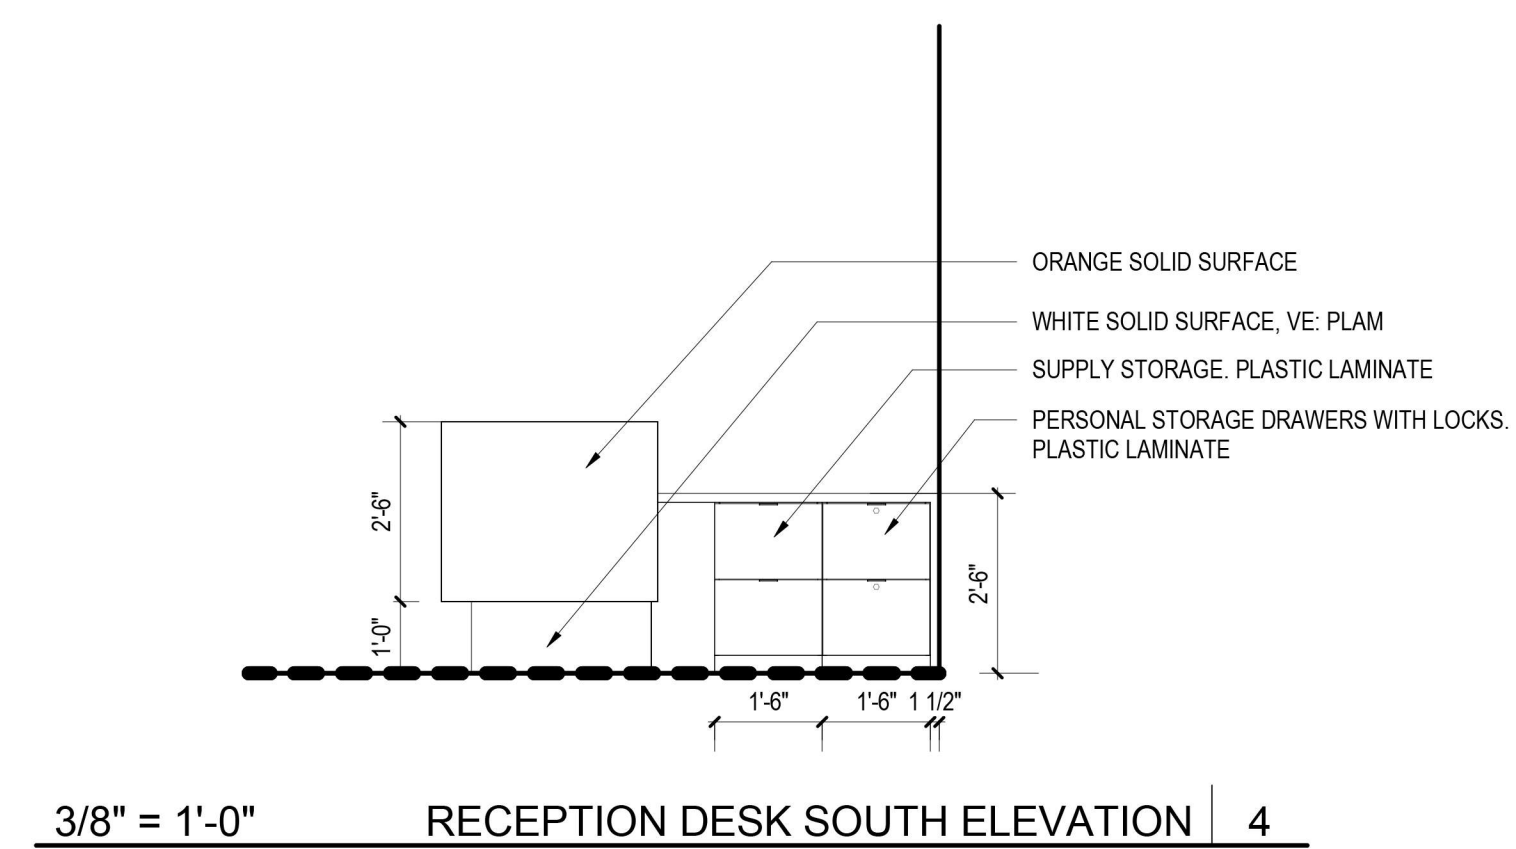 ORANGE SOLID SURFACE
WHITE SOLID SURFACE, VE: PLAM
SUPPLY STORAGE. PLASTIC LAMINATE
PERSONAL STORAGE DRAWERS WITH LOCKS.
PLASTIC LAMINATE
2'-6"
1'-0"
2'-6"
1'-6" 1'-6" 1 1/2"
3/8" = 1'-0" RECEPTION DESK SOUTH ELEVATION 4